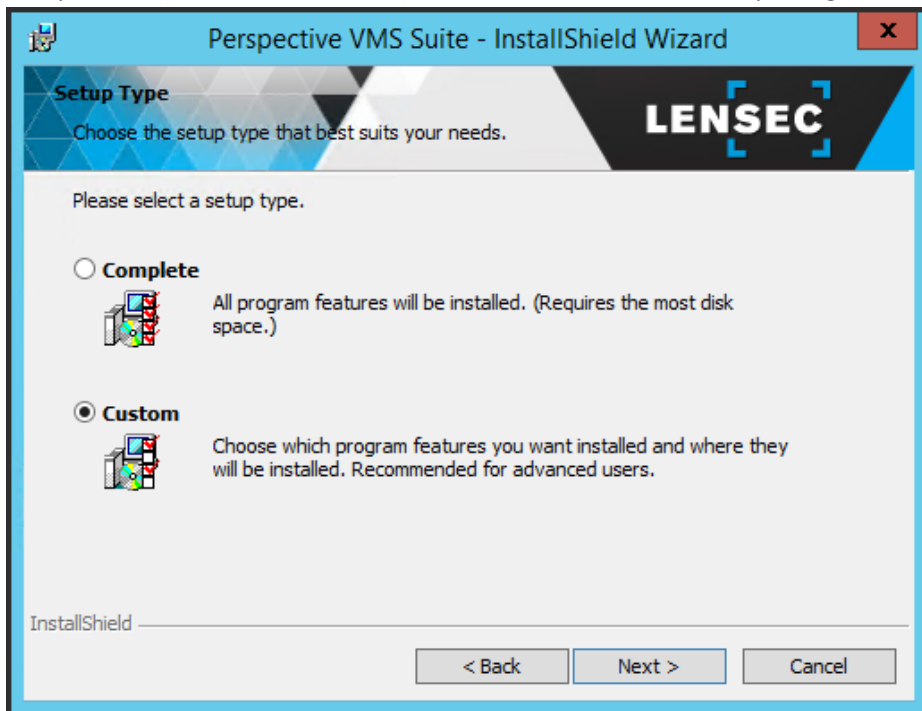 Perspective VMS Suite - InstallShield Wizard
x
Setup Type
Choose the setup type that best suits your needs.
LENSEC
Please select a setup type.
Complete
All program features will be installed. (Requires the most disk
space.)
Custom
Choose which program features you want installed and where they
will be installed. Recommended for advanced users.
InstallShield
< Back
Next >
Cancel